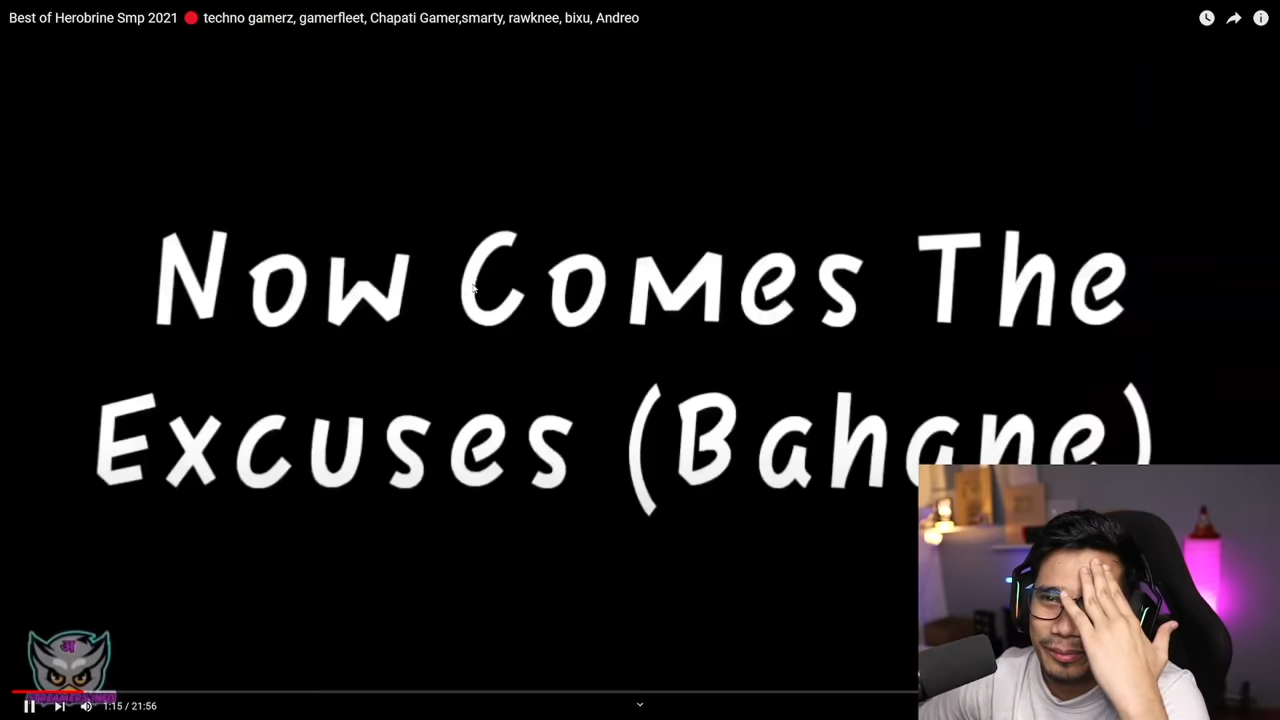 Best of Herobrine Smp 2021 🔴 techno gamerz, gamerfleet, Chapati Gamer,smarty, rawknee, bixu, Andreo
Now Comes The
Excuses (Bahane)
1:15 / 21:56